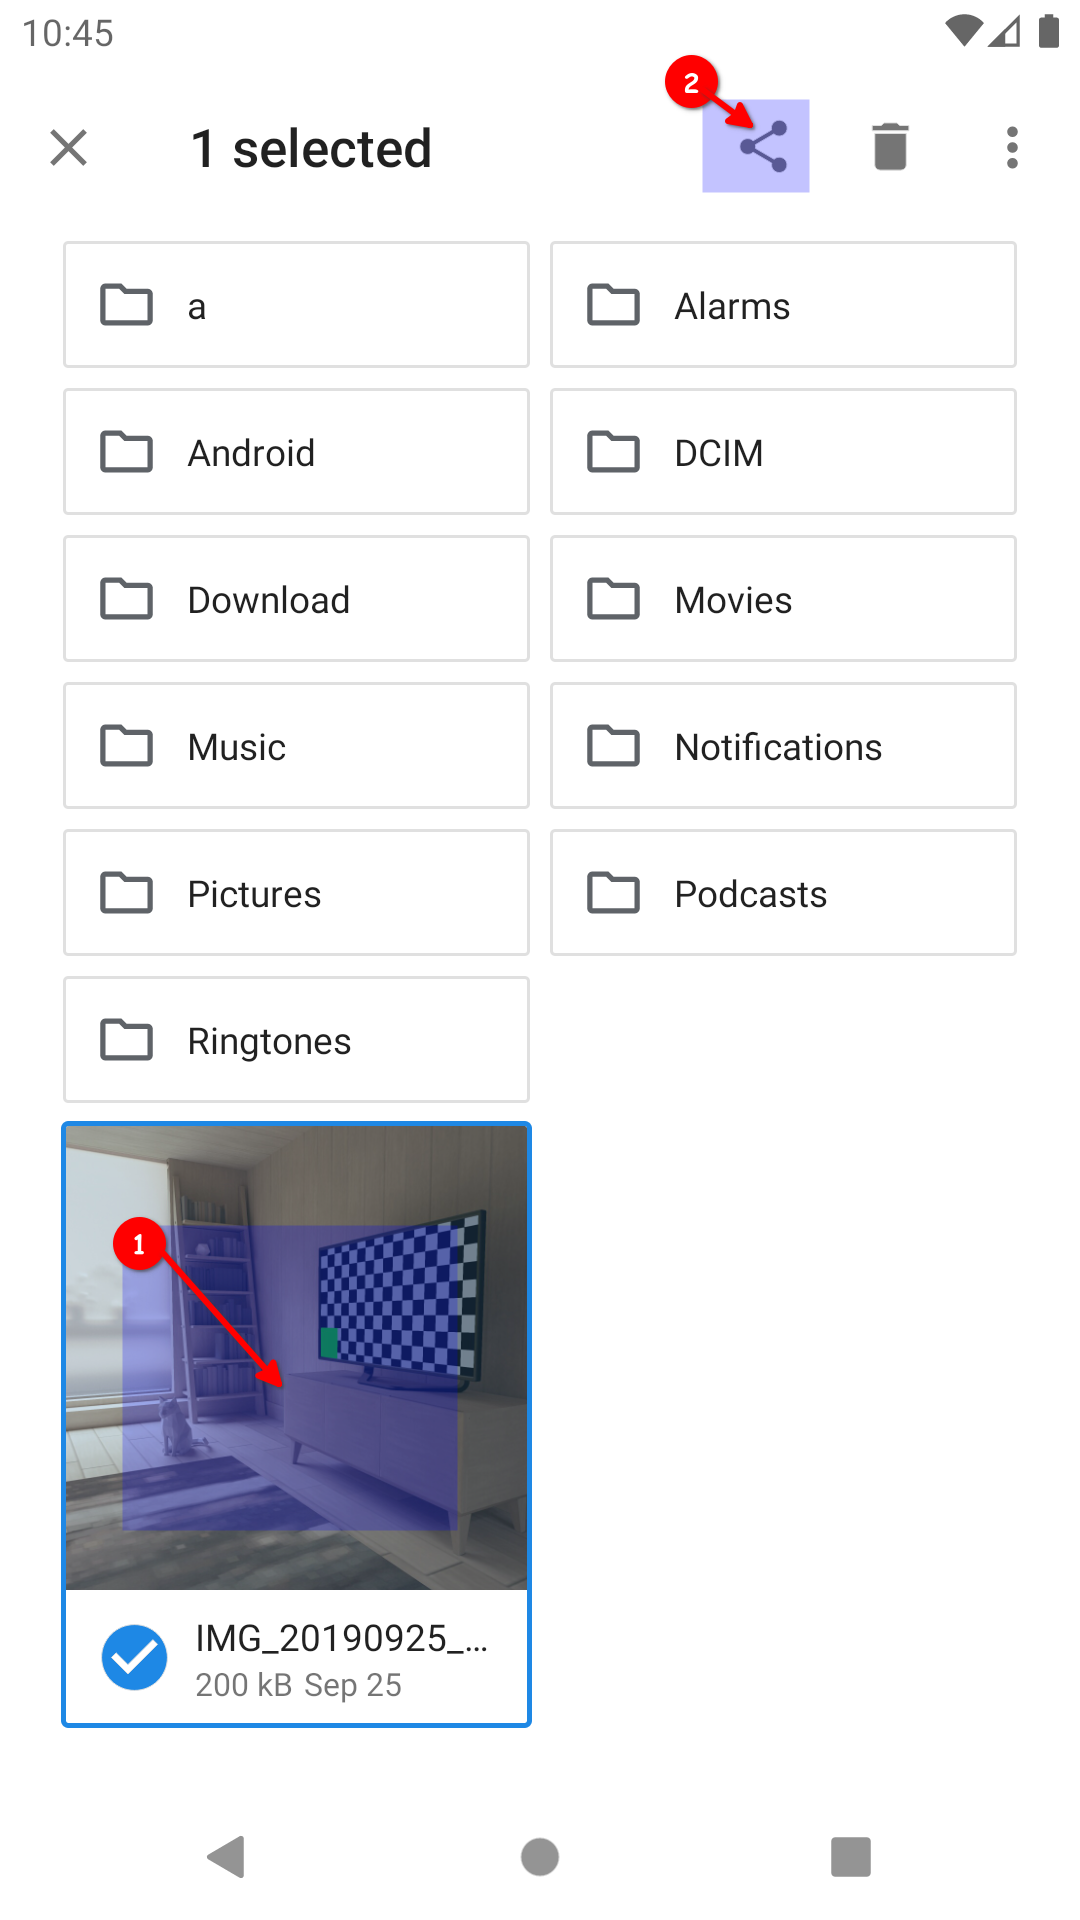 10:45
2
1 selected
a
Alarms
Android
DCIM
Download
Movies
Music
Notifications
Pictures
Podcasts
Ringtones
1
IMG_20190925_...
200 kB Sep 25